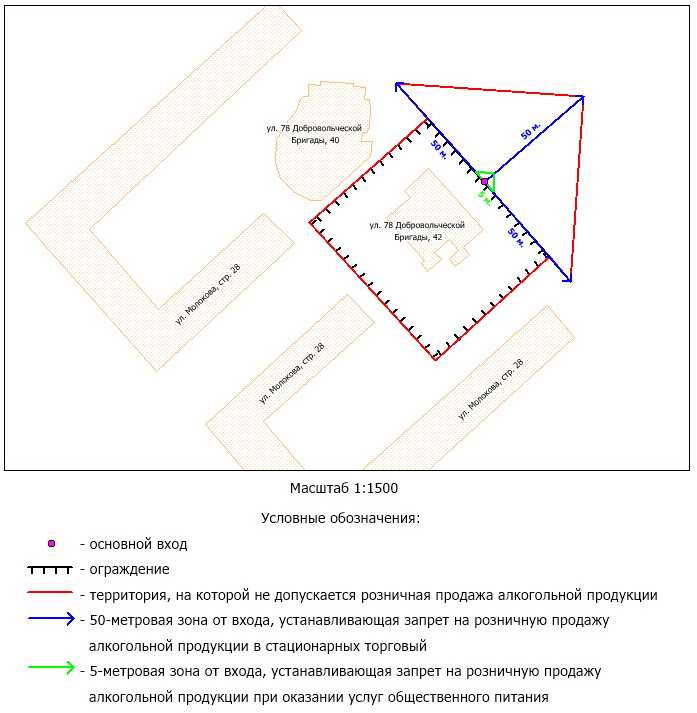 ул. 78 Добровольческой
Бригады, 40
50 м.
50 м.
5 м.
ул. 78 Добровольческой
Бригады, 42
50 м.
ул. Молокова, стр. 28
ул. Молокова, стр. 28
ул. Молокова, стр. 28
Масштаб 1:1500
Условные обозначения:
- основной вход
- ограждение
- территория, на которой не допускается розничная продажа алкогольной продукции
- 50-метровая зона от входа, устанавливающая запрет на розничную продажу
алкогольной продукции в стационарных торговый
- 5-метровая зона от входа, устанавливающая запрет на розничную продажу
алкогольной продукции при оказании услуг общественного питания